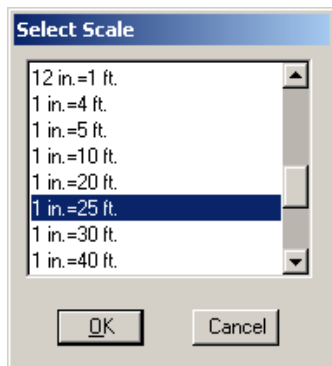 Select Scale
12 in.=1 ft.
1 in.=4 ft.
1 in.=5 ft.
1 in.=10 ft.
1 in.=20 ft.
1 in.=25 ft.
1 in.=30 ft.
1 in.=40 ft.
OK Cancel